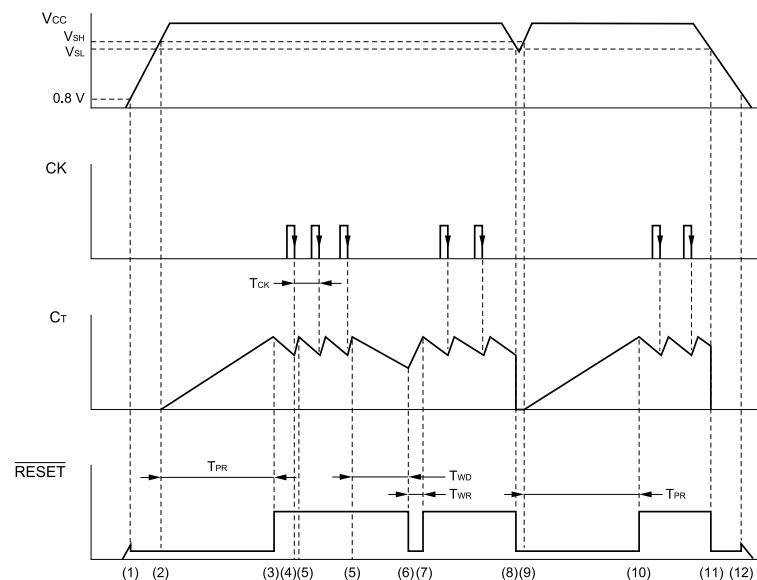 VCC
VSH
VSL
0.8 V
CK
TCK
CT
RESET
TPR
TWD
TWR
TPR
(1) (2) (3)(4)(5) (5) (6) (7) (8)(9) (10) (11) (12)